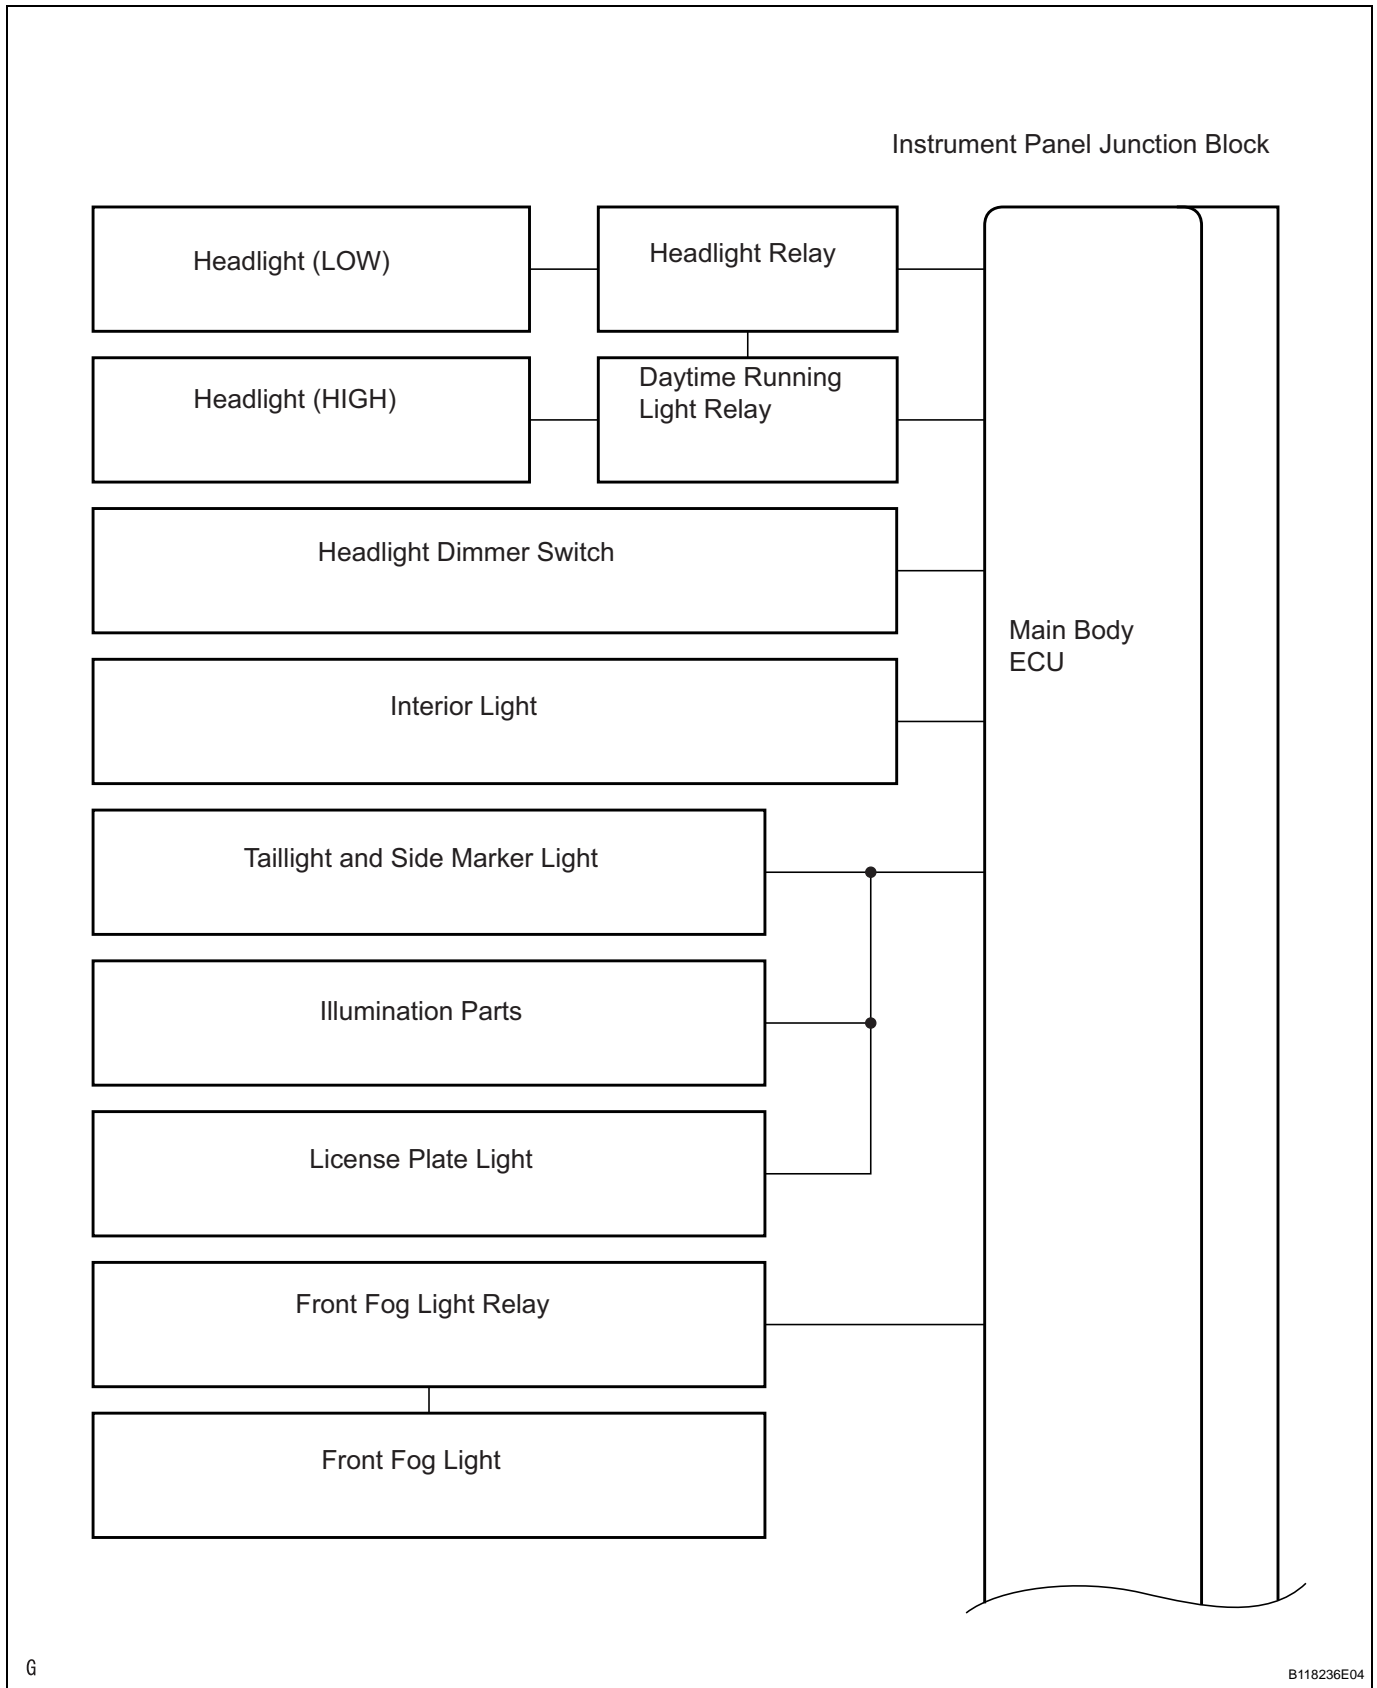 Instrument Panel Junction Block
Headlight (LOW)
Headlight Relay
Headlight (HIGH)
Daytime Running
Light Relay
Headlight Dimmer Switch
Main Body
ECU
Interior Light
Taillight and Side Marker Light
Illumination Parts
License Plate Light
Front Fog Light Relay
Front Fog Light
G
B118236E04